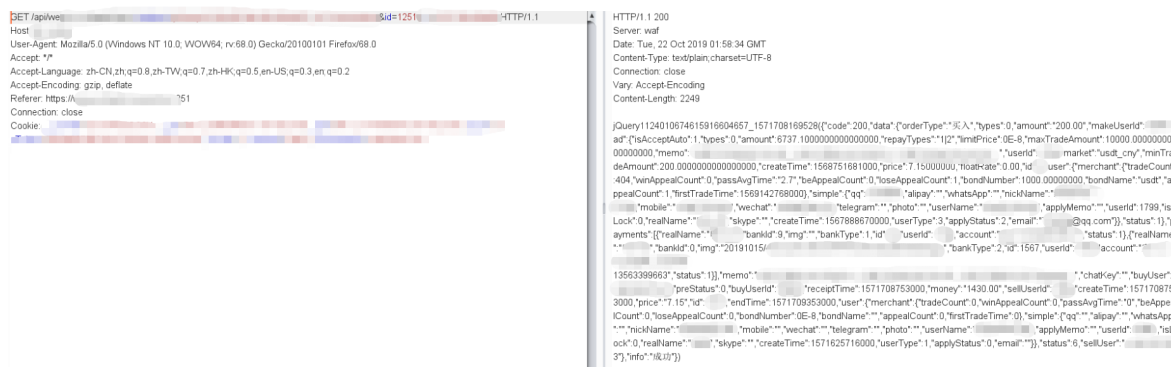 GET /api/we &id=1251 HTTP/1.1
Host
User-Agent: Mozilla/5.0 (Windows NT 10.0; WOW64; rv:68.0) Gecko/20100101 Firefox/68.0
Accept: */*
Accept-Language: zh-CN,zh;q=0.8,zh-TW;q=0.7,zh-HK;q=0.5,en-US;q=0.3,en;q=0.2
Accept-Encoding: gzip, deflate
Referer: https:// 251
Connection: close
Cookie:
HTTP/1.1 200
Server: waf
Date: Tue, 22 Oct 2019 01:58:34 GMT
Content-Type: text/plain;charset=UTF-8
Connection: close
Vary: Accept-Encoding
Content-Length: 2249
jQuery1124010674615916604657_1571708169528({"code":200,"data":{"orderType":"买入","types":0,"amount":"200.00","makeUserId":
ad":{"isAcceptAuto":1,"types":0,"amount":6737.1000000000000000,"repayTypes":"1|2","limitPrice":0E-8,"maxTradeAmount":10000.00000000
00000000,"memo": ","userId": market":"usdt_cny","minTra
deAmount":200.0000000000000000,"createTime":1568751681000,"price":7.15000000,"floatRate":0.00,"id user":{"merchant":{"tradeCount
:404,"winAppealCount":0,"passAvgTime":"2.7","beAppealCount":0,"loseAppealCount":1,"bondNumber":1000.00000000,"bondName":"usdt","a
ppealCount":1,"firstTradeTime":1569142768000},"simple":{"qq": ,"alipay":"","whatsApp":"","nickName":"
,"mobile":" ,"wechat":" "telegram":"","photo":"","userName": ,"applyMemo":"","userId":1799,"is
Lock":0,"realName":" "skype":"","createTime":1567888670000,"userType":3,"applyStatus":2,"email": @qq.com"}},"status":1},"p
ayments":[{"realName": bankId":9,"img":"","bankType":1,"id" userId": ,"account": ,"status":1},{"realName
":" ","bankId":0,"img":"20191015/ ","bankType":2,"id":1567,"userId": "account":"
13563399663","status":1}],"memo":" ","chatKey":"","buyUser":
"preStatus":0,"buyUserId": "receiptTime":1571708753000,"money":"1430.00","sellUserId": "createTime":157170875
3000,"price":"7.15","id": ,"endTime":1571709353000,"user":{"merchant":{"tradeCount":0,"winAppealCount":0,"passAvgTime":"0","beAppe
lCount":0,"loseAppealCount":0,"bondNumber":0E-8,"bondName":"","appealCount":0,"firstTradeTime":0},"simple":{"qq":"","alipay":"","whatsApp
":"","nickName": ,"mobile":"","wechat":"","telegram":"","photo":"","userName": ,"applyMemo":"","userId": ,"isL
ock":0,"realName": ,"skype":"","createTime":1571625716000,"userType":1,"applyStatus":0,"email":""}},"status":6,"sellUser":"
3"},"info":"成功"})